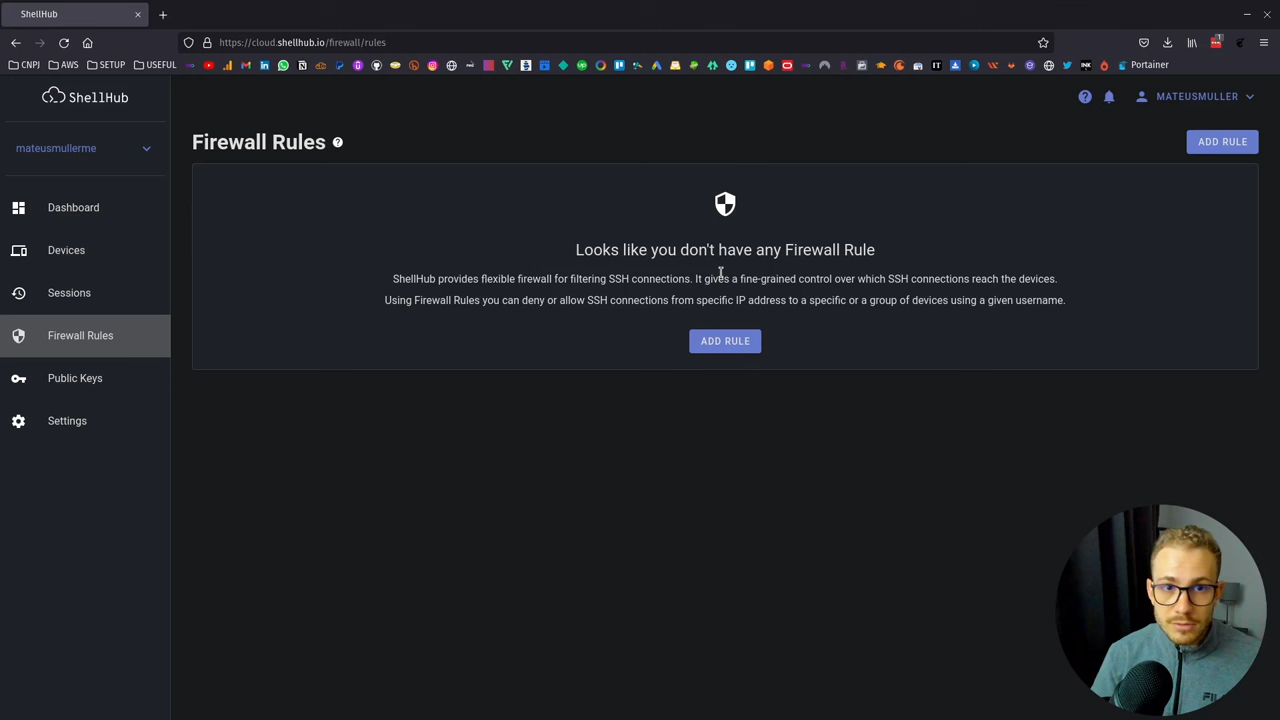 ShellHub
https://cloud.shellhub.io/firewall/rules
CNPJ AWS SETUP USEFUL Portainer
ShellHub
MATEUSMULLER
mateusmullerme
Firewall Rules
ADD RULE
Dashboard
Devices
Sessions
Firewall Rules
Public Keys
Settings
Looks like you don't have any Firewall Rule
ShellHub provides flexible firewall for filtering SSH connections. It gives a fine-grained control over which SSH connections reach the devices.
Using Firewall Rules you can deny or allow SSH connections from specific IP address to a specific or a group of devices using a given username.
ADD RULE